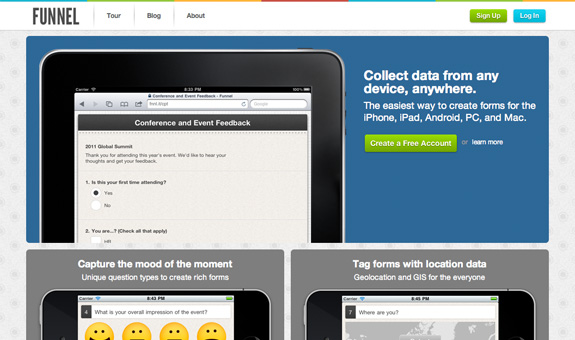 FUNNEL Tour Blog About Sign Up Log In
Carrier 8:33 PM 100%
Conference and Event Feedback - Funnel
Google
Conference and Event Feedback
2011 Global Summit
Thank you for attending this year's event. We'd like to hear your
thoughts and get your feedback.
1. Is this your first time attending?
Yes
No
2. You are...? (Check all that apply)
Collect data from any
device, anywhere.
The easiest way to create forms for the
iPhone, iPad, Android, PC, and Mac.
Create a Free Account or learn more
Capture the mood of the moment
Unique question types to create rich forms
Carrier 8:43 PM
4 What is your overall impression of the event?
Tag forms with location data
Geolocation and GIS for the everyone
Carrier 8:45 PM
7 Where are you?